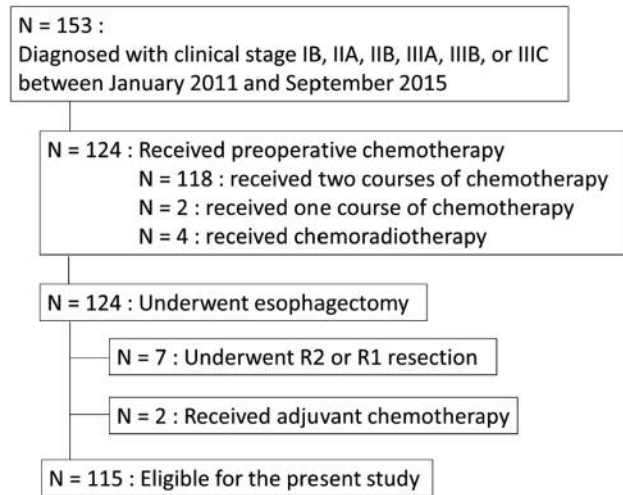 N = 153 :
Diagnosed with clinical stage IB, IIA, IIB, IIIA, IIIB, or IIIC
between January 2011 and September 2015
N = 124 : Received preoperative chemotherapy
N = 118 : received two courses of chemotherapy
N = 2 : received one course of chemotherapy
N = 4 : received chemoradiotherapy
N = 124 : Underwent esophagectomy
N = 7 : Underwent R2 or R1 resection
N = 2 : Received adjuvant chemotherapy
N = 115 : Eligible for the present study